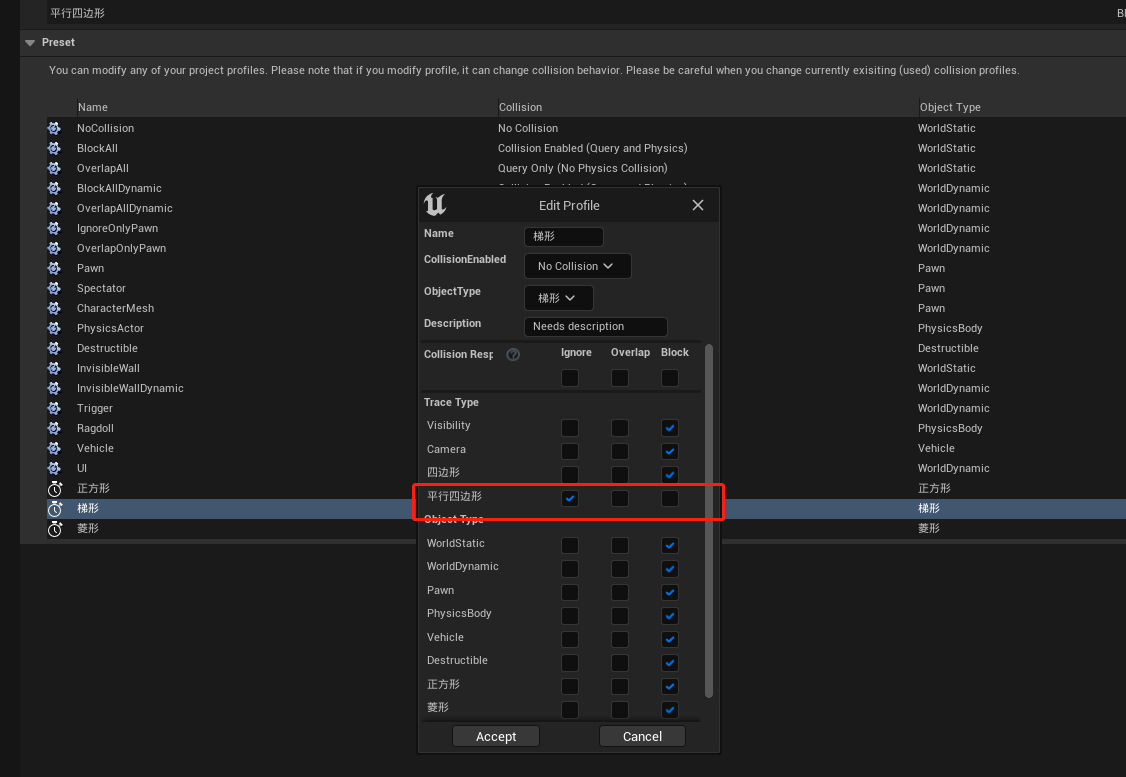 平行四边形
Preset
You can modify any of your project profiles. Please note that if you modify profile, it can change collision behavior. Please be careful when you change currently exisiting (used) collision profiles.
Name Collision Object Type
NoCollision No Collision WorldStatic
BlockAll Collision Enabled (Query and Physics) WorldStatic
OverlapAll Query Only (No Physics Collision) WorldStatic
BlockAllDynamic WorldDynamic
OverlapAllDynamic WorldDynamic
IgnoreOnlyPawn WorldDynamic
OverlapOnlyPawn WorldDynamic
Pawn Pawn
Spectator Pawn
CharacterMesh Pawn
PhysicsActor PhysicsBody
Destructible Destructible
InvisibleWall WorldStatic
InvisibleWallDynamic WorldDynamic
Trigger WorldDynamic
Ragdoll PhysicsBody
Vehicle Vehicle
UI WorldDynamic
正方形 正方形
梯形 梯形
菱形 菱形
Edit Profile
Name 梯形
CollisionEnabled No Collision
ObjectType 梯形
Description Needs description
Collision Resp ? Ignore Overlap Block
Trace Type
Visibility
Camera
四边形
平行四边形
Object Type
WorldStatic
WorldDynamic
Pawn
PhysicsBody
Vehicle
Destructible
正方形
菱形
Accept Cancel